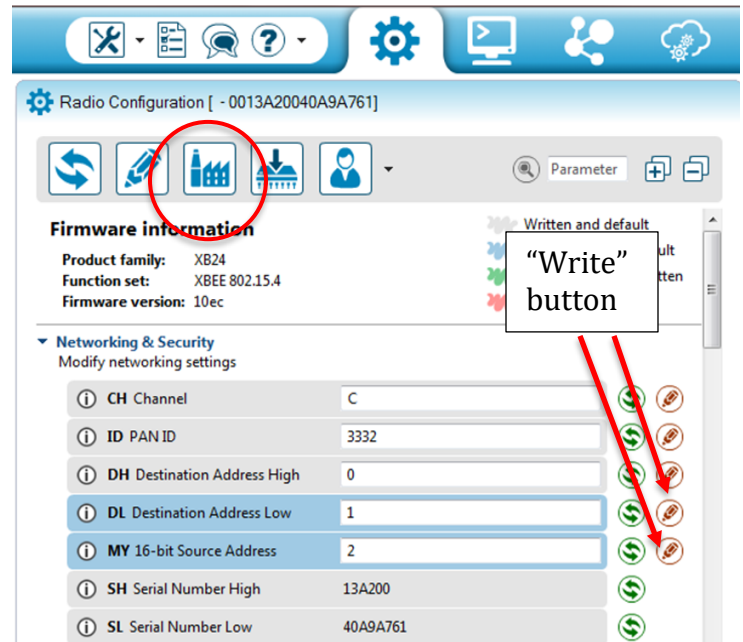 Radio Configuration [ - 0013A20040A9A761]
Parameter
Firmware information
Written and default
Product family: XB24
ult
Function set: XBEE 802.15.4
tten
Firmware version: 10ec
“Write”
button
Networking & Security
Modify networking settings
CH Channel C
ID PAN ID 3332
DH Destination Address High 0
DL Destination Address Low 1
MY 16-bit Source Address 2
SH Serial Number High 13A200
SL Serial Number Low 40A9A761